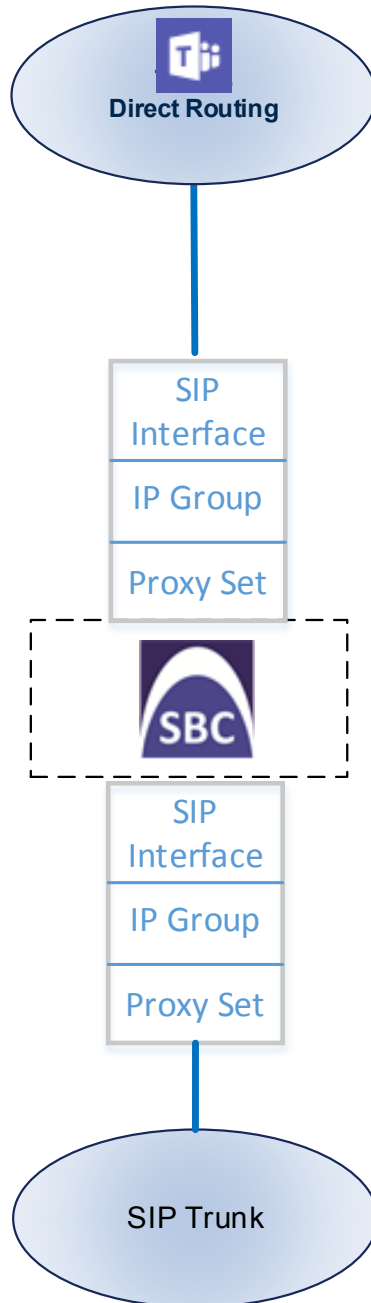 T
Direct Routing
SIP
Interface
IP Group
Proxy Set
SBC
SIP
Interface
IP Group
Proxy Set
SIP Trunk